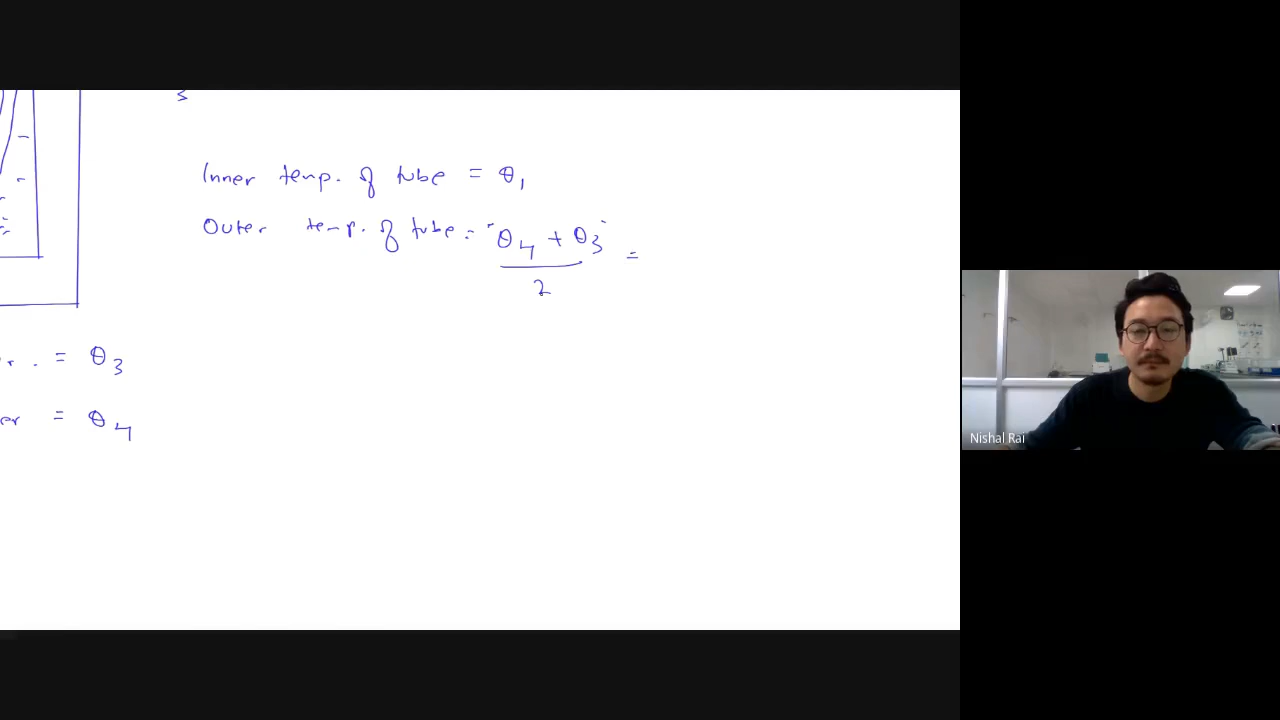 Inner temp. of tube = θ₁
Outer temp. of tube = θ₄ + θ₃ =
2
= θ₃
= θ₄
Nishal Rai